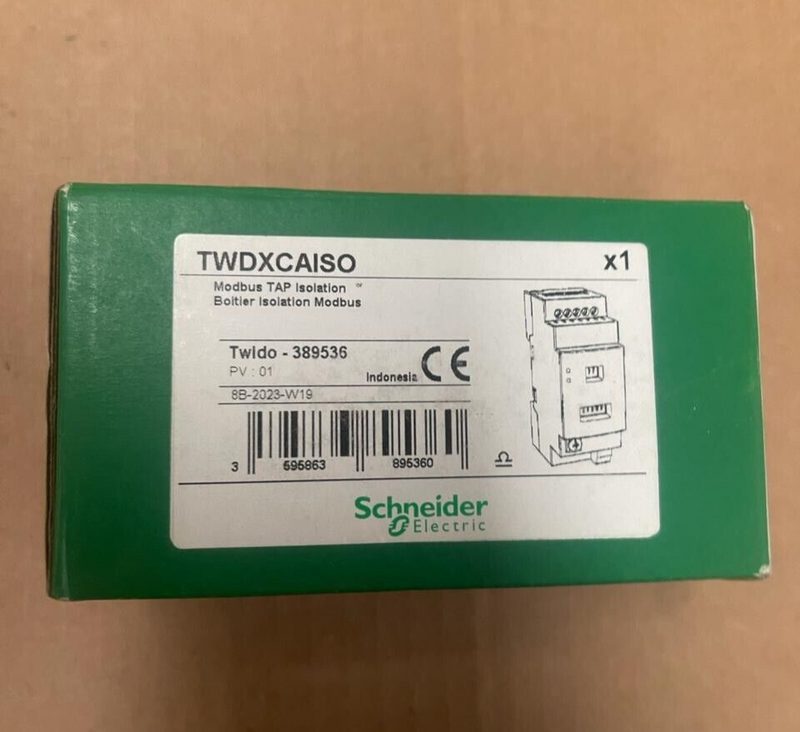 TWDXCAISO x1
Modbus TAP Isolation
Boitier Isolation Modbus
Twido - 389536
PV : 01
Indonesia CE
8B-2023-W19
3 595863 895360
Schneider
Electric